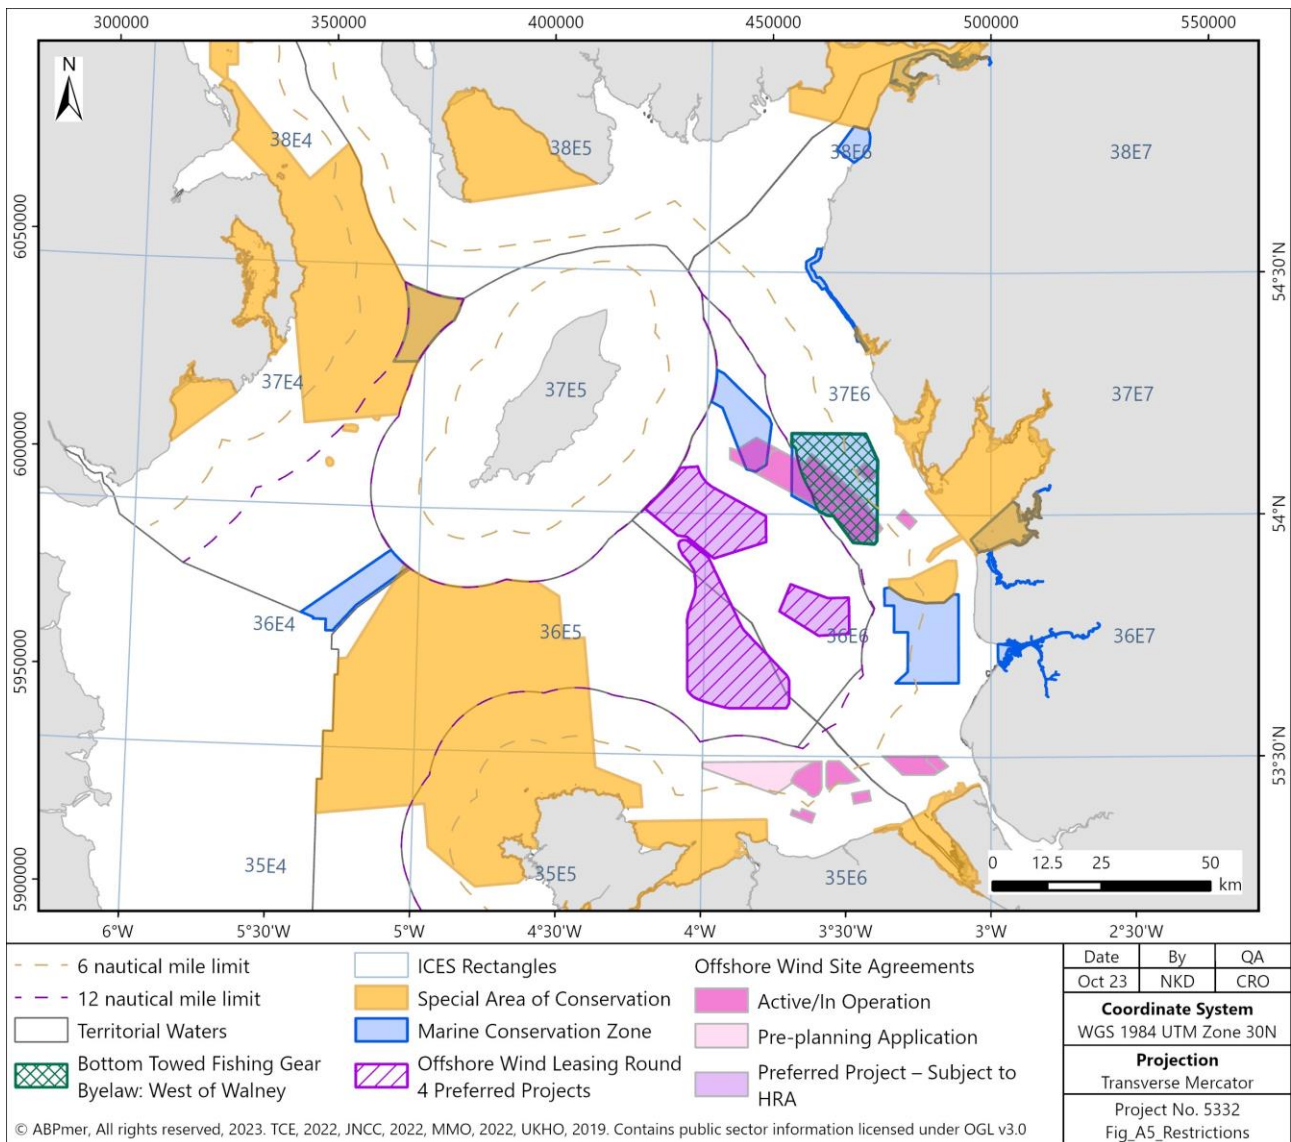 300000 350000 400000 450000 500000 550000
N
38E4 38E5 38E6 38E7
6050000
54°30'N
37E4 37E5 37E6 37E7
6000000
54°N
36E4 36E5 36E6 36E7
5950000
53°30'N
35E4 35E5 35E6
5900000
0 12.5 25 50
km
6°W 5°30'W 5°W 4°30'W 4°W 3°30'W 3°W 2°30'W
6 nautical mile limit
12 nautical mile limit
Territorial Waters
Bottom Towed Fishing Gear
Byelaw: West of Walney
ICES Rectangles
Special Area of Conservation
Marine Conservation Zone
Offshore Wind Leasing Round
4 Preferred Projects
Offshore Wind Site Agreements
Active/In Operation
Pre-planning Application
Preferred Project – Subject to
HRA
Date By QA
Oct 23 NKD CRO
Coordinate System
WGS 1984 UTM Zone 30N
Projection
Transverse Mercator
Project No. 5332
Fig_A5_Restrictions
© ABPmer, All rights reserved, 2023. TCE, 2022, JNCC, 2022, MMO, 2022, UKHO, 2019. Contains public sector information licensed under OGL v3.0